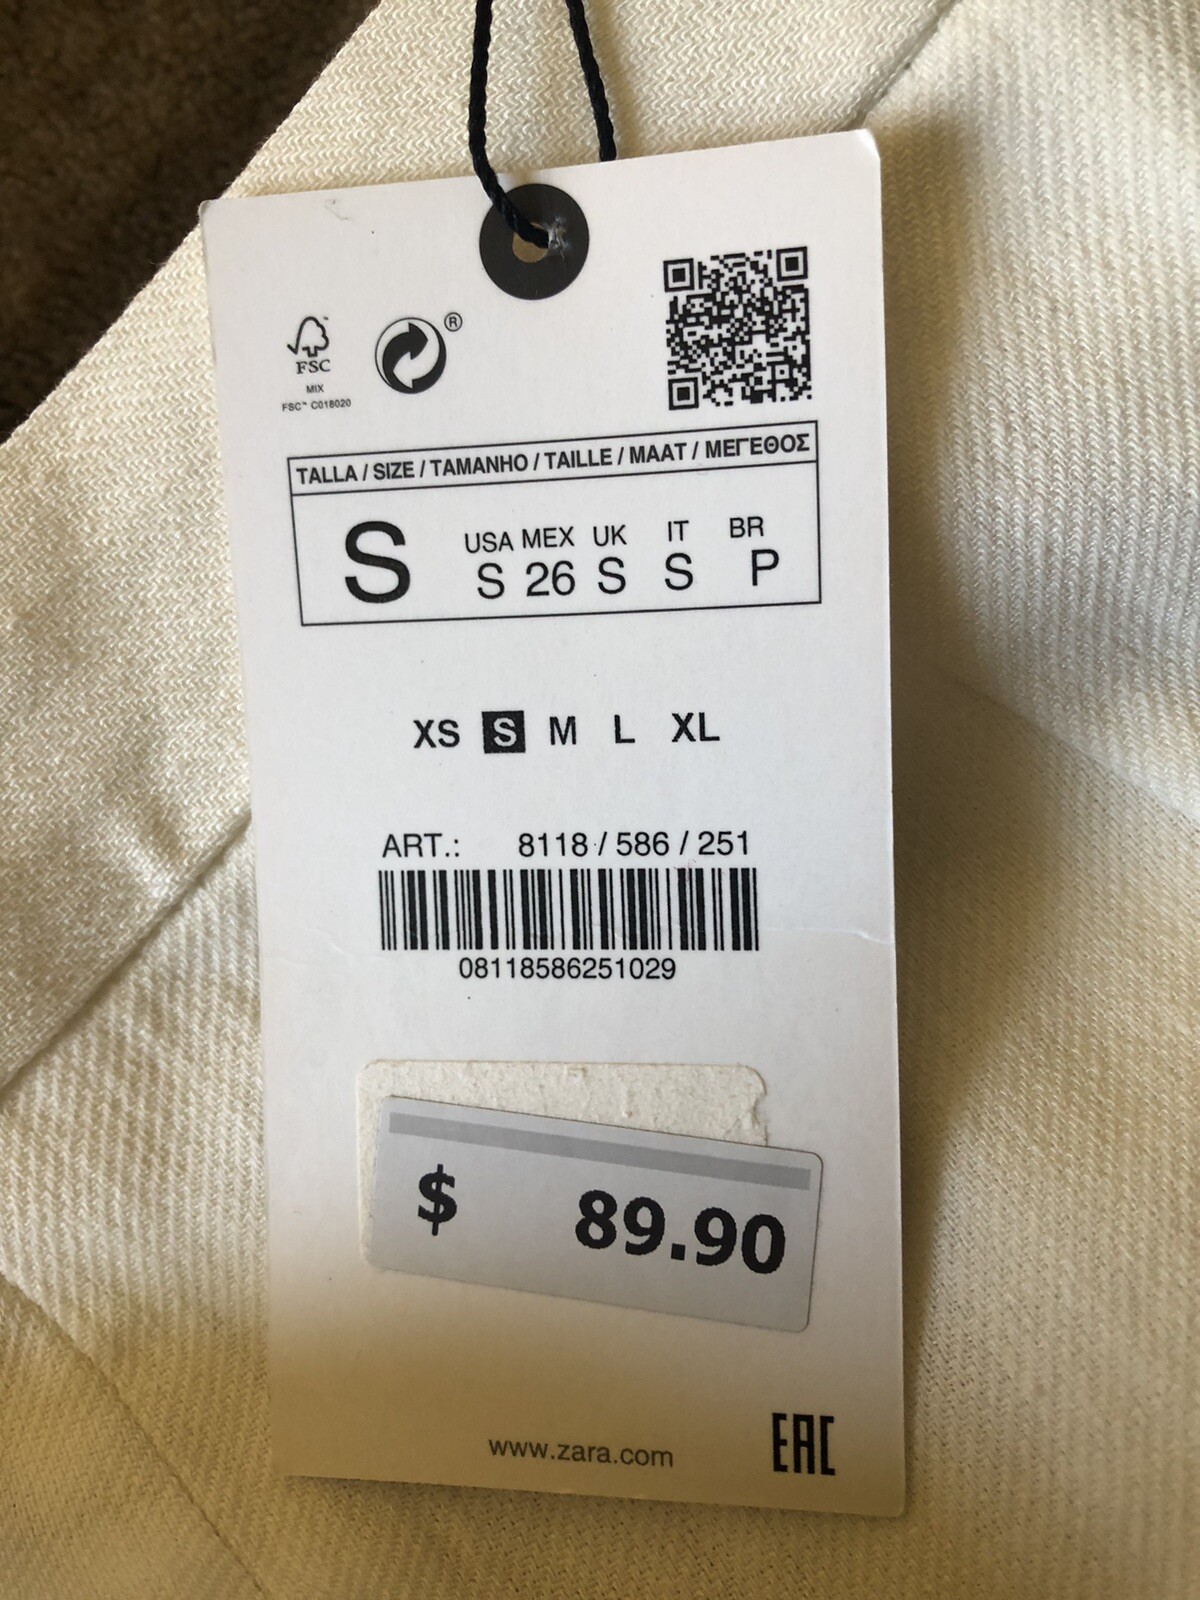 ®
FSC
MIX
FSC™ C018020
TALLA / SIZE / TAMANHO / TAILLE / MAAT / ΜΕΓΕΘΟΣ
S
USA MEX UK IT BR
S 26 S S P
XS S M L XL
ART.: 8118 / 586 / 251
08118586251029
$ 89.90
www.zara.com
EAC